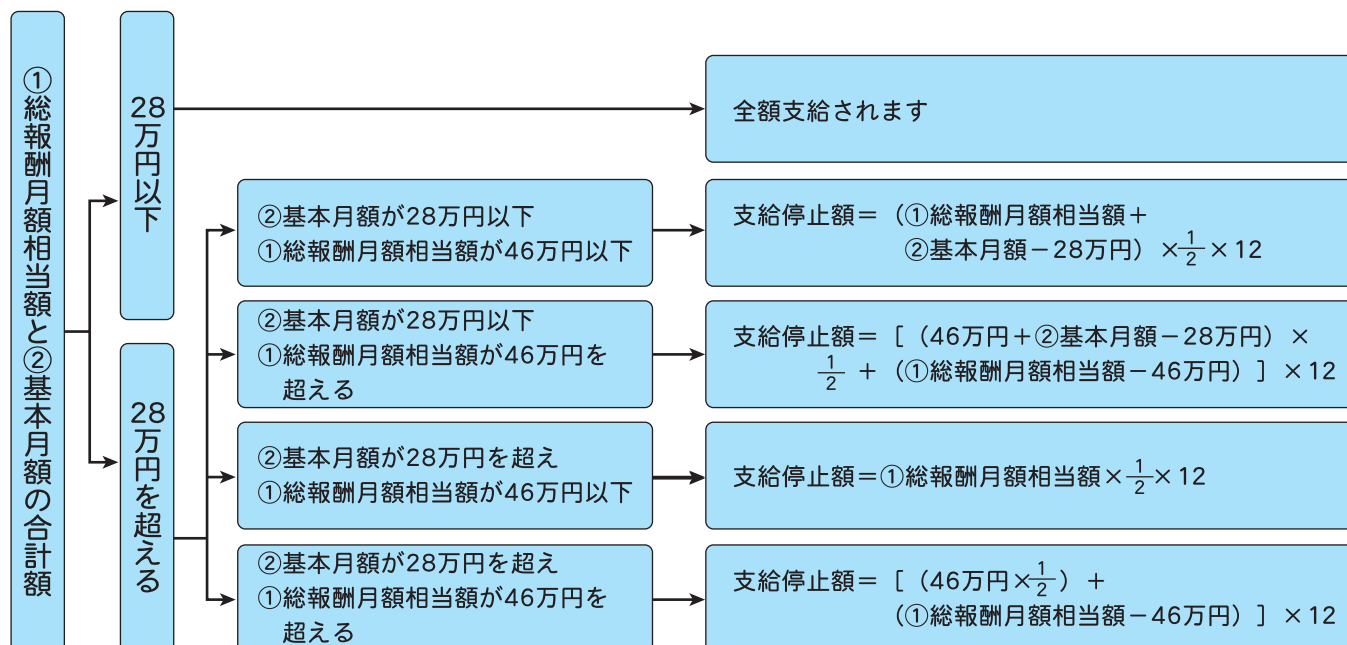 ①総報酬月額相当額と②基本月額の合計額
28万円以下
全額支給されます
28万円を超える
②基本月額が28万円以下
①総報酬月額相当額が46万円以下
支給停止額＝（①総報酬月額相当額＋
②基本月額－28万円）×1/2×12
②基本月額が28万円以下
①総報酬月額相当額が46万円を
超える
支給停止額＝［（46万円＋②基本月額－28万円）×
1/2＋（①総報酬月額相当額－46万円）］×12
②基本月額が28万円を超え
①総報酬月額相当額が46万円以下
支給停止額＝①総報酬月額相当額×1/2×12
②基本月額が28万円を超え
①総報酬月額相当額が46万円を
超える
支給停止額＝［（46万円×1/2）＋
（①総報酬月額相当額－46万円）］×12